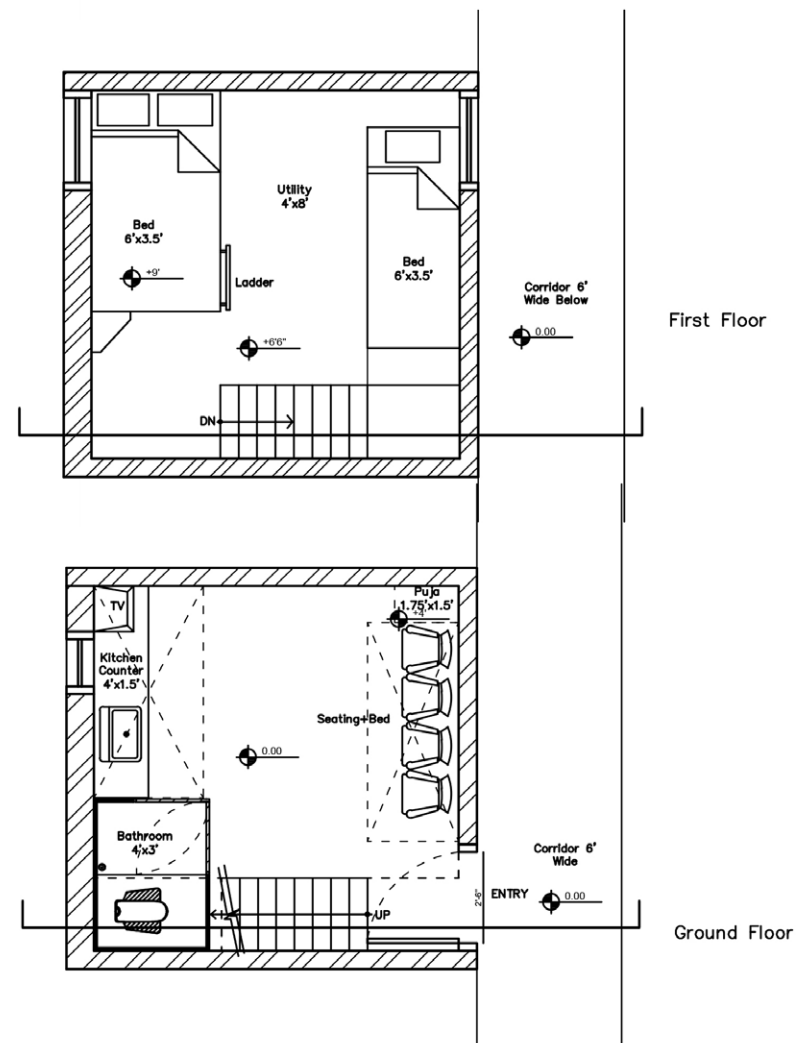 Utility
4'x8'
Bed
6'x3.5'
+9'
Ladder
Bed
6'x3.5'
Corridor 6'
Wide Below
0.00
First Floor
+6'6"
DN
Puja
1.75'x1.5'
+4'
TV
Kitchen
Counter
4'x1.5'
Seating+Bed
0.00
Bathroom
4'x3'
Corridor 6'
Wide
2'-6"
ENTRY
0.00
UP
Ground Floor